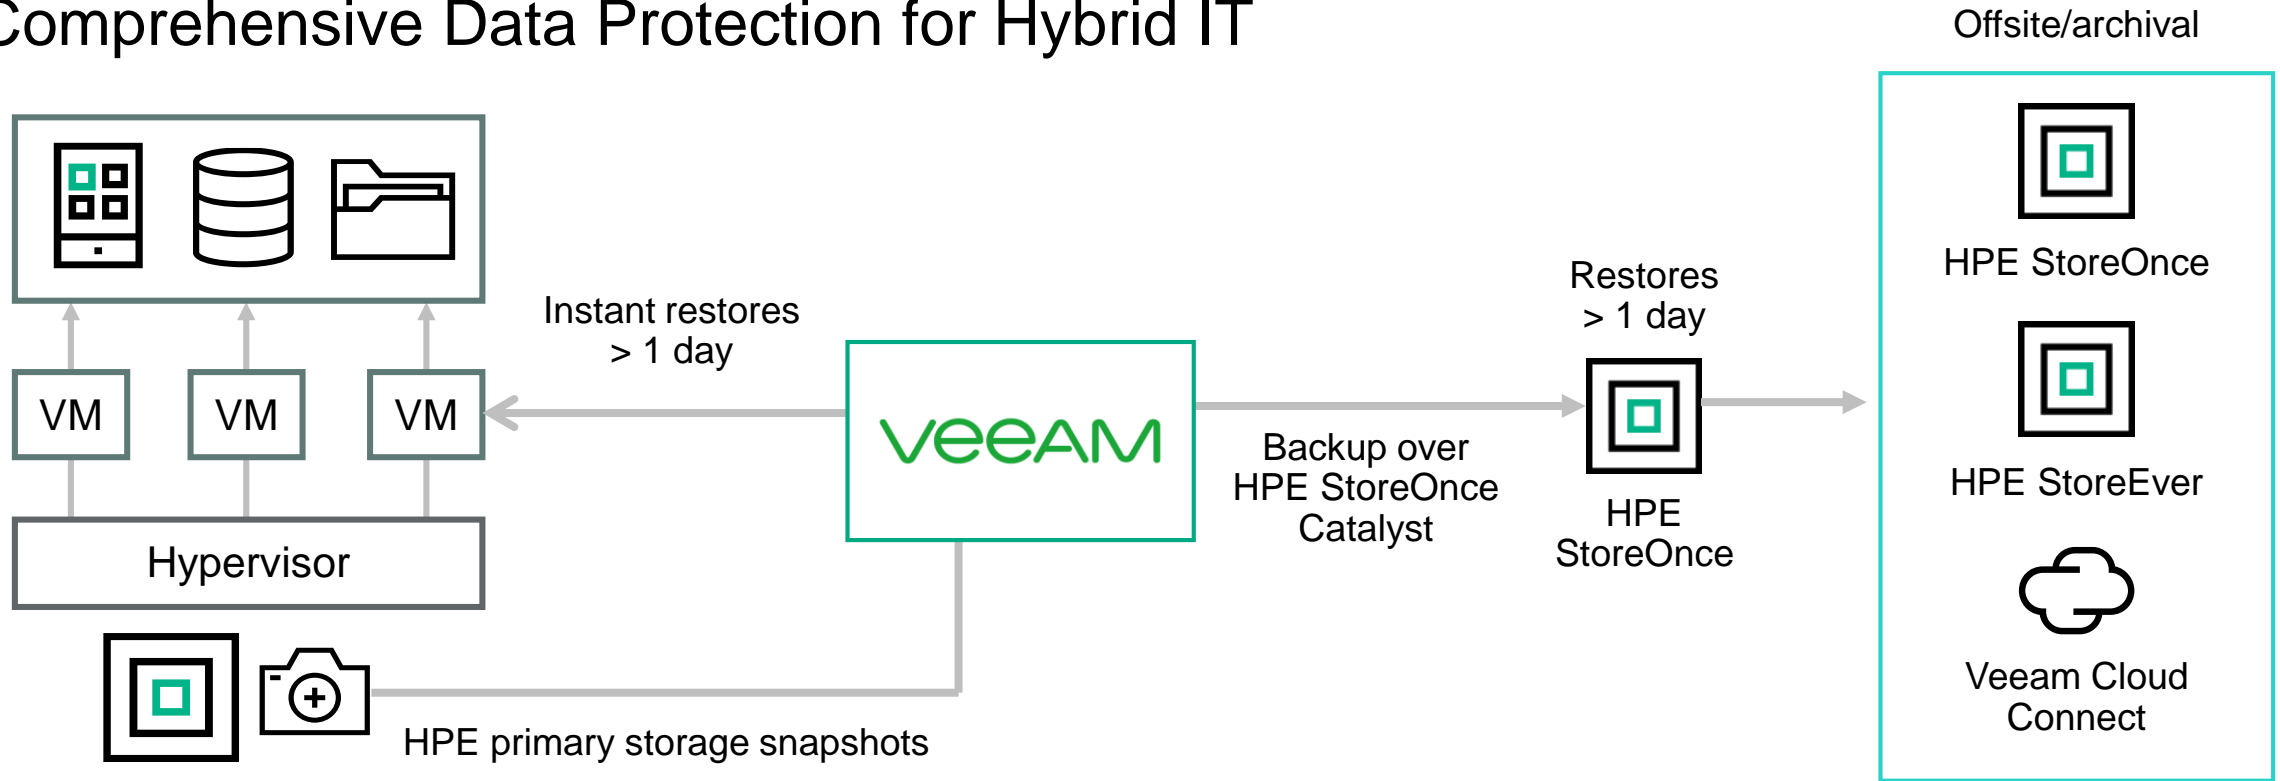 Comprehensive Data Protection for Hybrid IT
Offsite/archival
Instant restores
> 1 day
VM
VM
VM
Hypervisor
HPE primary storage snapshots
veeAM
Backup over
HPE StoreOnce
Catalyst
Restores
> 1 day
HPE
StoreOnce
HPE StoreOnce
HPE StoreEver
Veeam Cloud
Connect